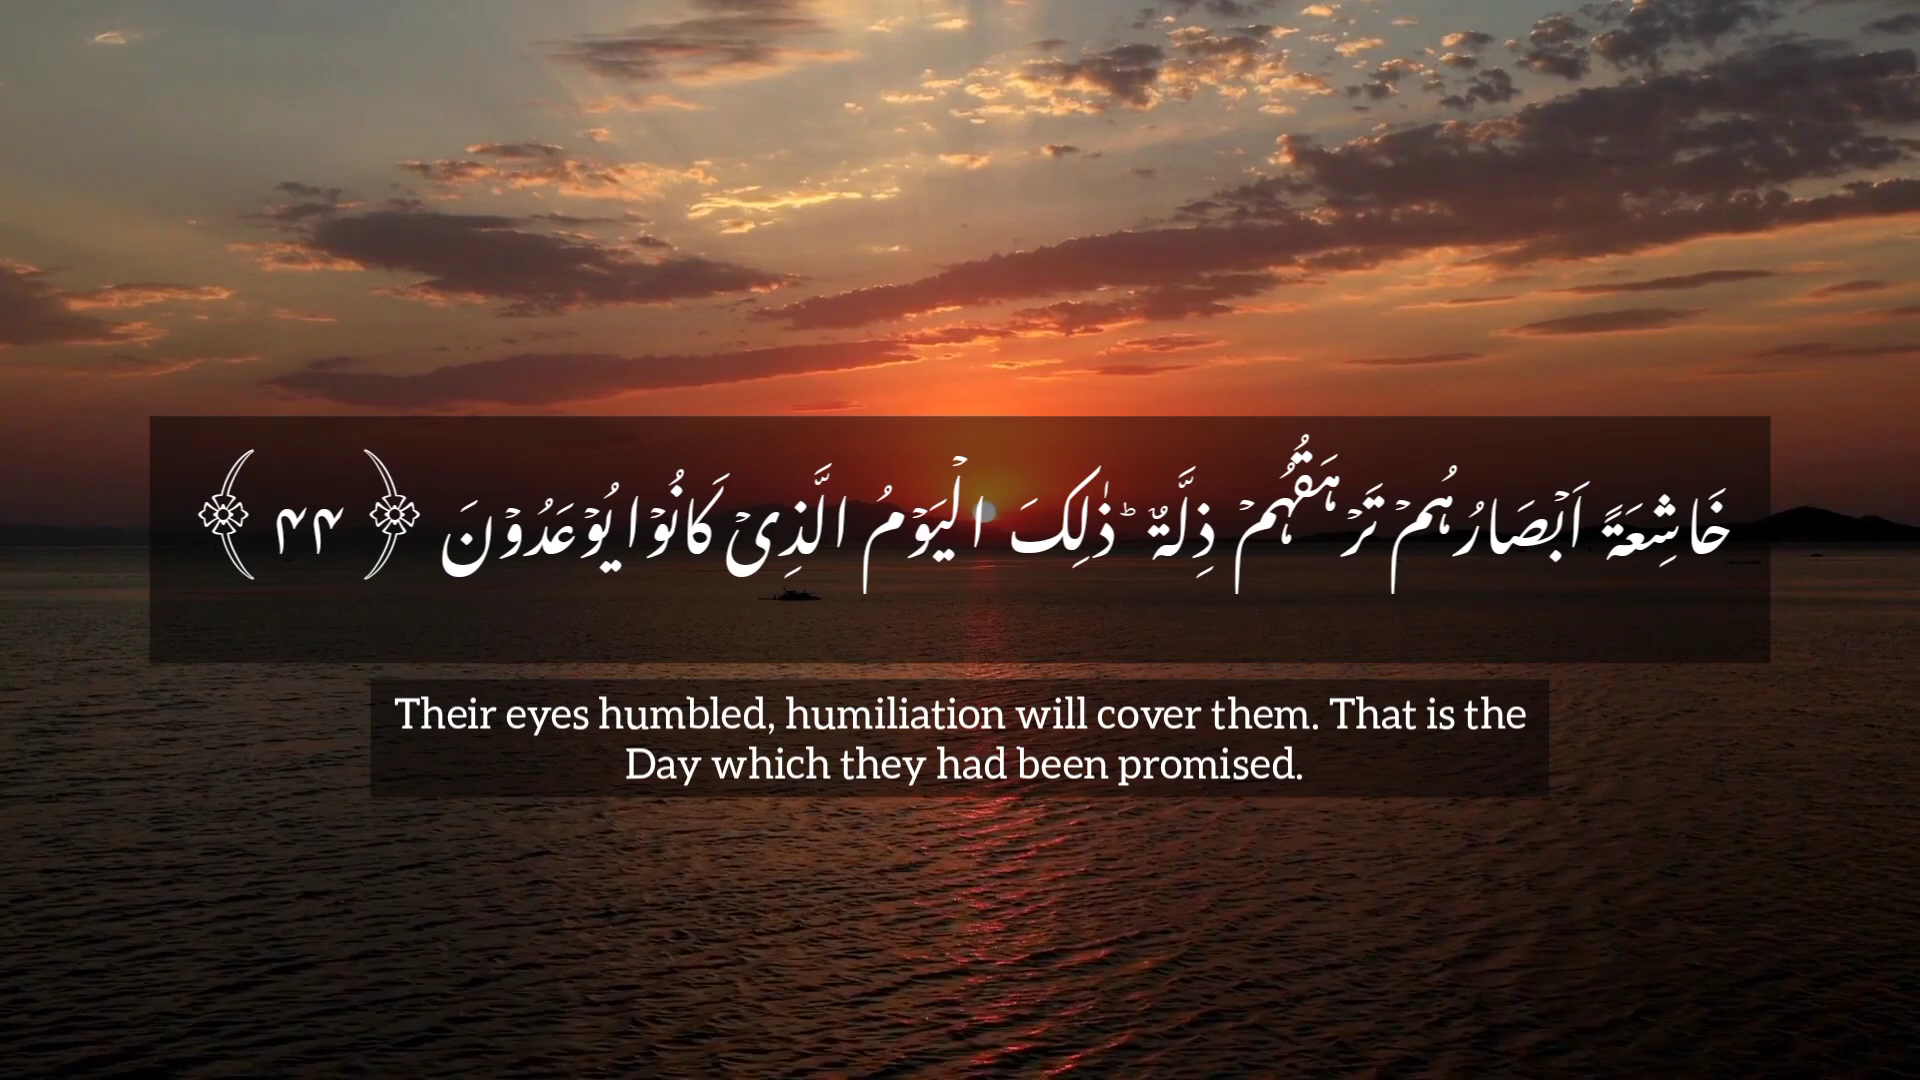 خَاشِعَةً اَبۡصَارُهُمۡ تَرۡهَقُهُمۡ ذِلَّةٌ ؕ ذٰلِكَ الۡيَوۡمُ الَّذِىۡ كَانُوۡا يُوۡعَدُوۡنَ ﴿۴۴﴾
Their eyes humbled, humiliation will cover them. That is the
Day which they had been promised.